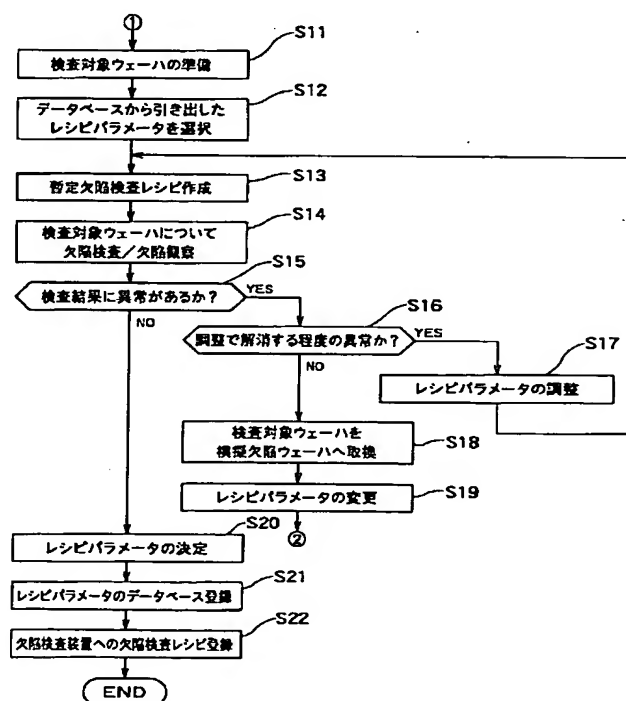 ①
S11
検査対象ウェーハの準備
S12
データベースから引き出した
レシピパラメータを選択
S13
暫定欠陥検査レシピ作成
S14
検査対象ウェーハについて
欠陥検査/欠陥観察
S15
検査結果に異常があるか?
YES
NO
S16
調整で解消する程度の異常か?
YES
NO
S17
レシピパラメータの調整
検査対象ウェーハを
模擬欠陥ウェーハへ取換
S18
レシピパラメータの変更
S19
②
S20
レシピパラメータの決定
S21
レシピパラメータのデータベース登録
S22
欠陥検査装置への欠陥検査レシピ登録
END